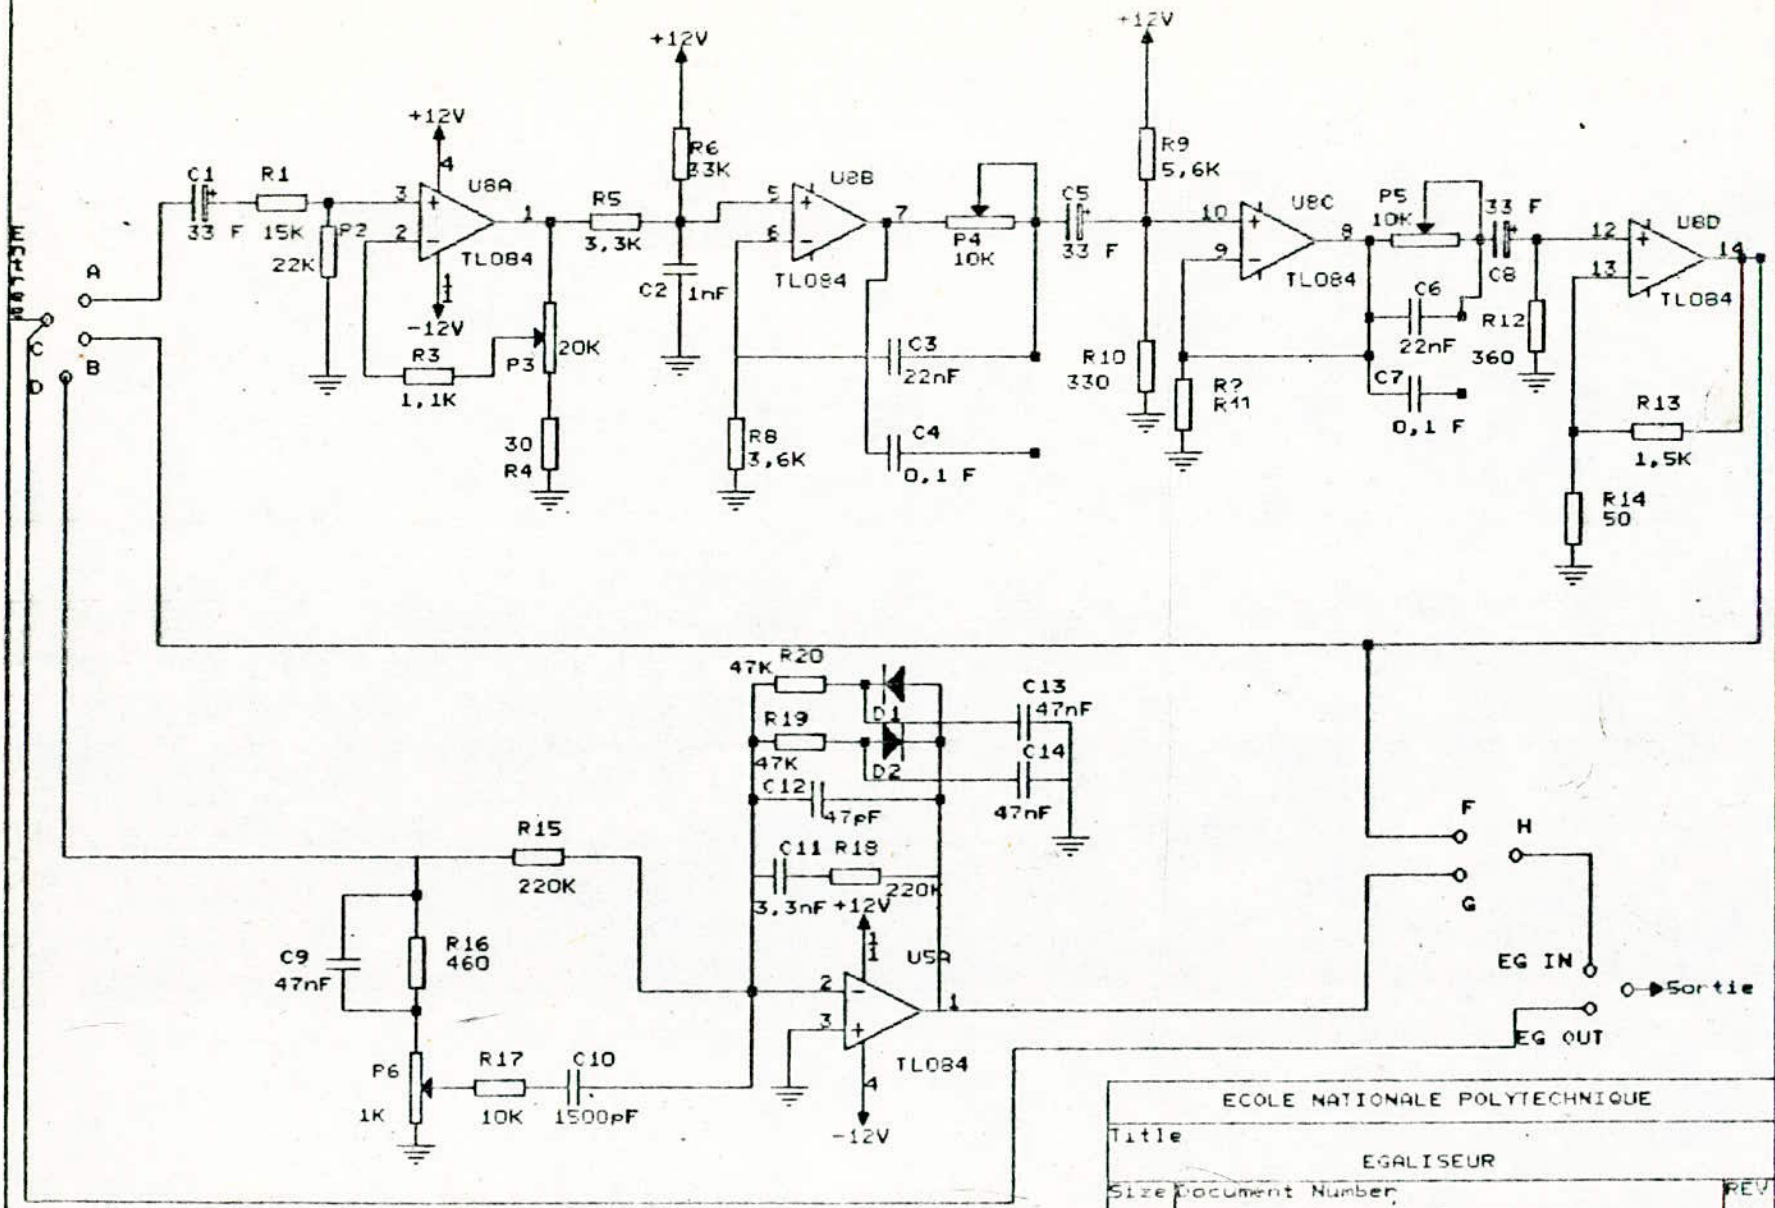 +12V
+12V
+12V
C1
33 F
R1
15K
P2
22K
3
2
4
11
U8A
1
TL084
-12V
R3
1,1K
P3
20K
30
R4
R5
3,3K
R6
33K
C2
1nF
5
6
U8B
7
TL084
P4
10K
C3
22nF
C4
0,1 F
R8
3,6K
C5
33 F
R9
5,6K
R10
330
10
9
U8C
8
TL084
R?
R11
P5
10K
33 F
C8
C6
22nF
C7
0,1 F
R12
360
12
13
U8D
14
TL084
R13
1,5K
R14
50
A
B
C
D
47K
R20
R19
47K
D1
D2
C13
47nF
C14
47nF
C12
47pF
C11
3,3nF
R18
220K
+12V
11
U5A
2
3
1
4
TL084
-12V
R15
220K
C9
47nF
R16
460
P6
1K
R17
10K
C10
1500pF
F
G
H
EG IN
Sortie
EG OUT
ECOLE NATIONALE POLYTECHNIQUE
Title
EGALISEUR
Size Document Number
REV